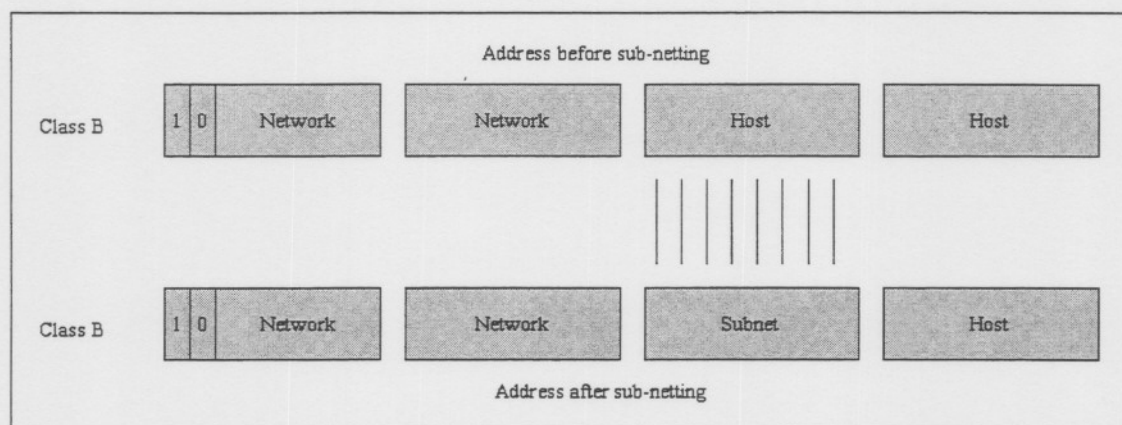 Address before sub-netting
Class B 1 0 Network Network Host Host
Class B 1 0 Network Network Subnet Host
Address after sub-netting